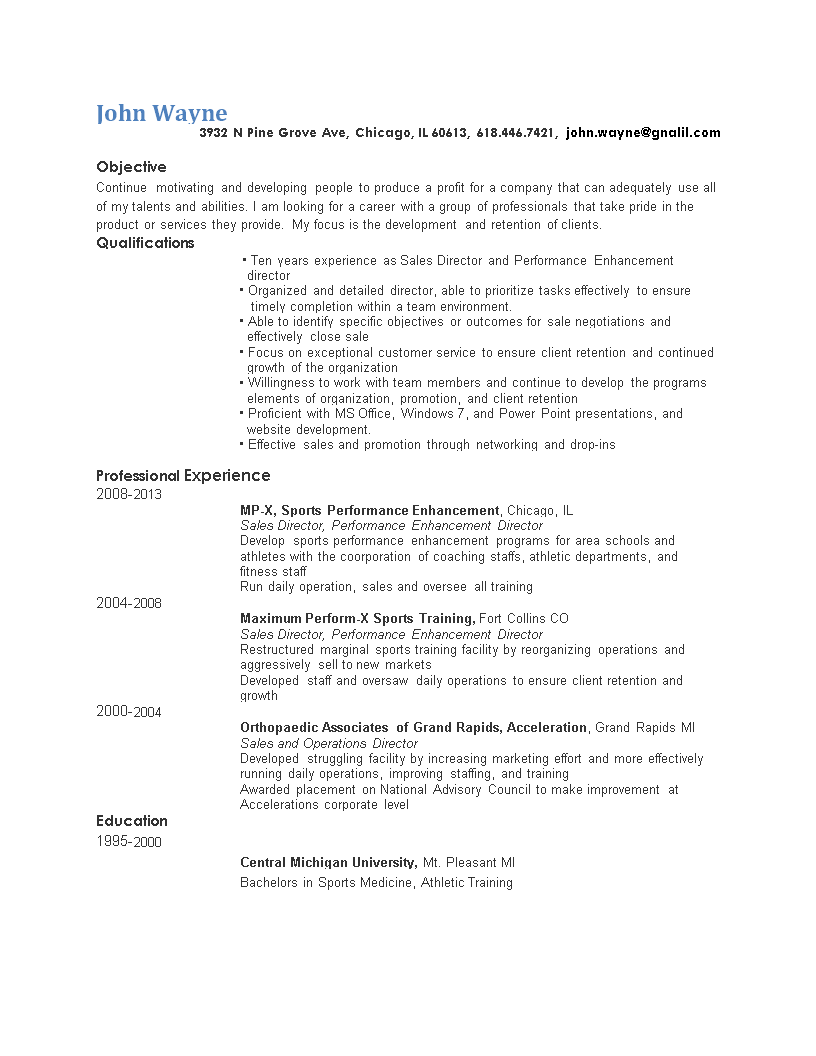 John Wayne
3932 N Pine Grove Ave, Chicago, IL 60613, 618.446.7421, john.wayne@gnalil.com
Objective
Continue motivating and developing people to produce a profit for a company that can adequately use all
of my talents and abilities. I am looking for a career with a group of professionals that take pride in the
product or services they provide. My focus is the development and retention of clients.
Qualifications
• Ten years experience as Sales Director and Performance Enhancement
director
• Organized and detailed director, able to prioritize tasks effectively to ensure
timely completion within a team environment.
• Able to identify specific objectives or outcomes for sale negotiations and
effectively close sale
• Focus on exceptional customer service to ensure client retention and continued
growth of the organization
• Willingness to work with team members and continue to develop the programs
elements of organization, promotion, and client retention
• Proficient with MS Office, Windows 7, and Power Point presentations, and
website development.
• Effective sales and promotion through networking and drop-ins
Professional Experience
2008-2013
MP-X, Sports Performance Enhancement, Chicago, IL
Sales Director, Performance Enhancement Director
Develop sports performance enhancement programs for area schools and
athletes with the coorporation of coaching staffs, athletic departments, and
fitness staff
Run daily operation, sales and oversee all training
2004-2008
Maximum Perform-X Sports Training, Fort Collins CO
Sales Director, Performance Enhancement Director
Restructured marginal sports training facility by reorganizing operations and
aggressively sell to new markets
Developed staff and oversaw daily operations to ensure client retention and
growth
2000-2004
Orthopaedic Associates of Grand Rapids, Acceleration, Grand Rapids MI
Sales and Operations Director
Developed struggling facility by increasing marketing effort and more effectively
running daily operations, improving staffing, and training
Awarded placement on National Advisory Council to make improvement at
Accelerations corporate level
Education
1995-2000
Central Michigan University, Mt. Pleasant MI
Bachelors in Sports Medicine, Athletic Training